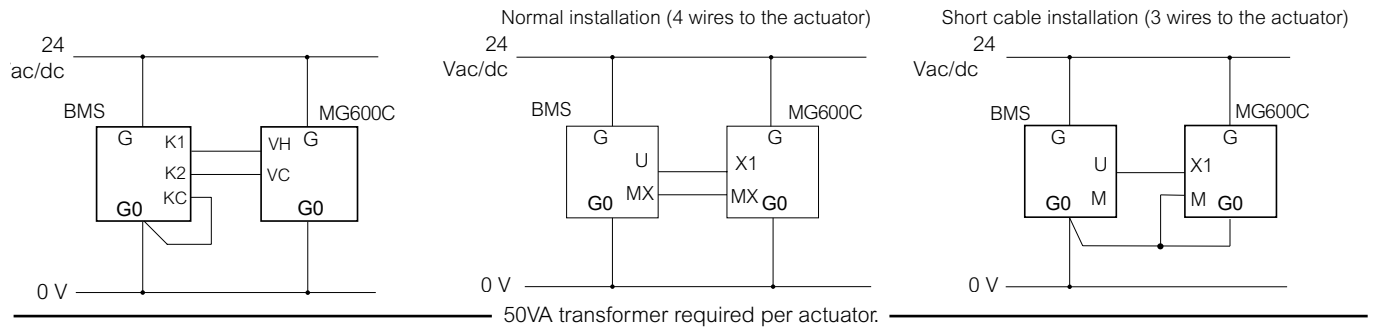 Normal installation (4 wires to the actuator)
Short cable installation (3 wires to the actuator)
24
ac/dc
BMS
MG600C
G
K1
K2
KC
G0
VH
G
VC
G0
0 V
24
Vac/dc
BMS
MG600C
G
U
MX
G0
G
X1
MX
G0
0 V
24
Vac/dc
BMS
MG600C
G
U
M
G0
G
X1
M
G0
0 V
50VA transformer required per actuator.